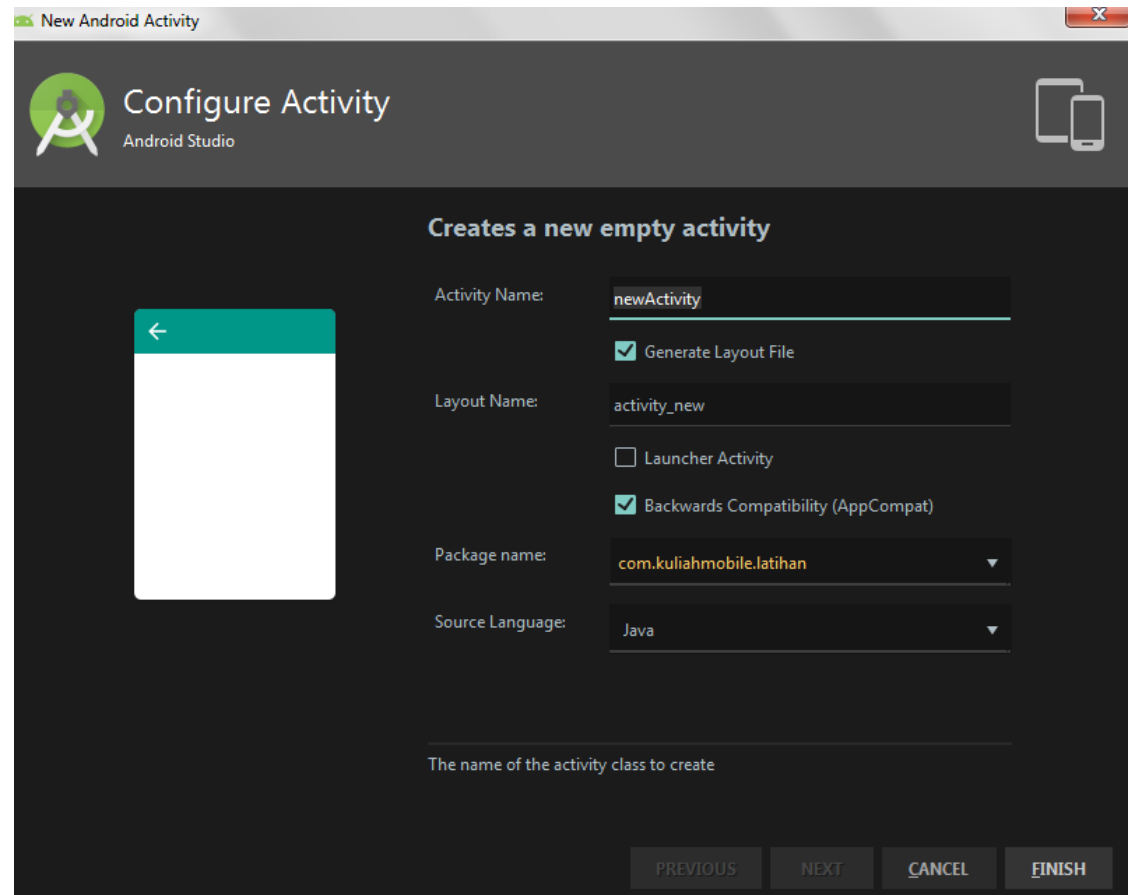 New Android Activity
X
Configure Activity
Android Studio
Creates a new empty activity
Activity Name:
newActivity
Generate Layout File
Layout Name:
activity_new
Launcher Activity
Backwards Compatibility (AppCompat)
Package name:
com.kuliahmobile.latihan
Source Language:
Java
The name of the activity class to create
PREVIOUS
NEXT
CANCEL
FINISH